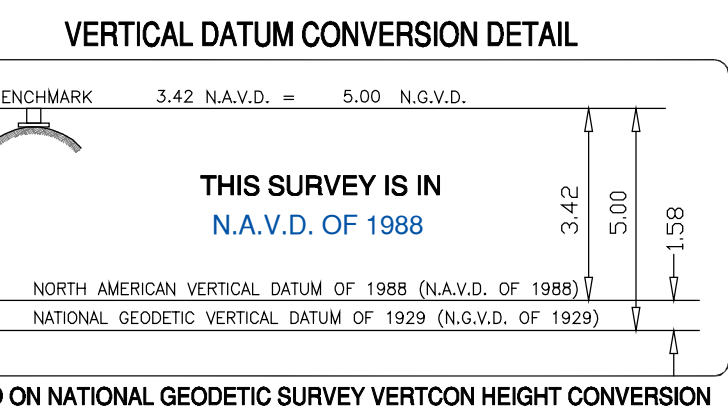 VERTICAL DATUM CONVERSION DETAIL
ENCHMARK 3.42 N.A.V.D. = 5.00 N.G.V.D.
THIS SURVEY IS IN
N.A.V.D. OF 1988
3.42
5.00
1.58
NORTH AMERICAN VERTICAL DATUM OF 1988 (N.A.V.D. OF 1988)
NATIONAL GEODETIC VERTICAL DATUM OF 1929 (N.G.V.D. OF 1929)
ON NATIONAL GEODETIC SURVEY VERTCON HEIGHT CONVERSION